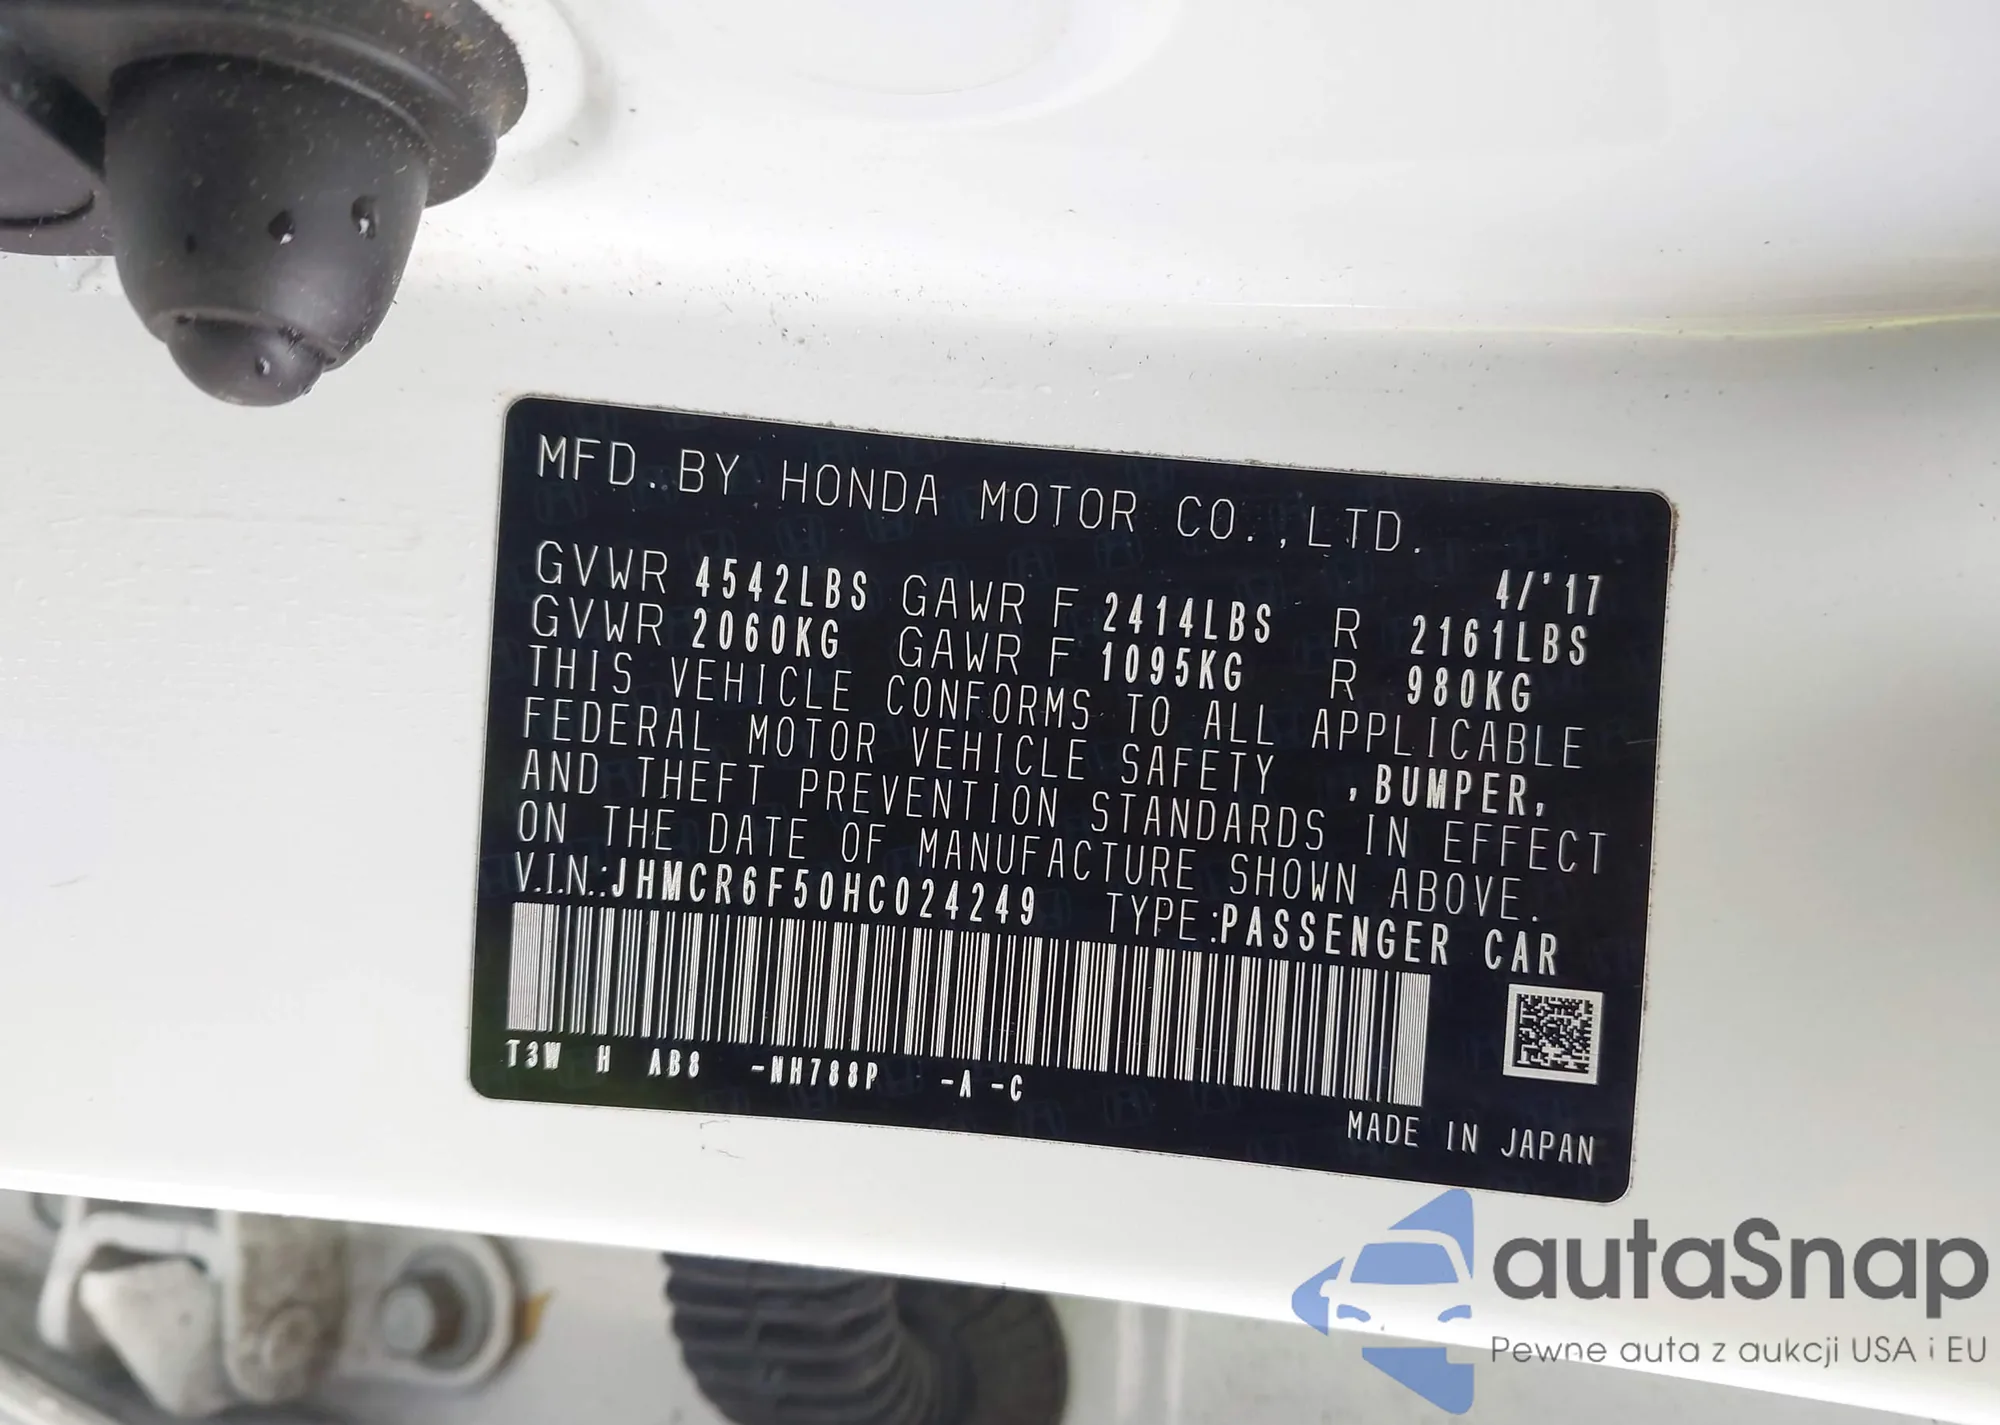 MFD. BY HONDA MOTOR CO.,LTD.
4/'17
GVWR 4542LBS GAWR F 2414LBS R 2161LBS
GVWR 2060KG GAWR F 1095KG R 980KG
THIS VEHICLE CONFORMS TO ALL APPLICABLE
FEDERAL MOTOR VEHICLE SAFETY ,BUMPER,
AND THEFT PREVENTION STANDARDS IN EFFECT
ON THE DATE OF MANUFACTURE SHOWN ABOVE.
V.I.N.:JHMCR6F50HC024249 TYPE:PASSENGER CAR
T3W H AB8 -NH788P -A -C
MADE IN JAPAN
autaSnap
Pewne auta z aukcji USA i EU